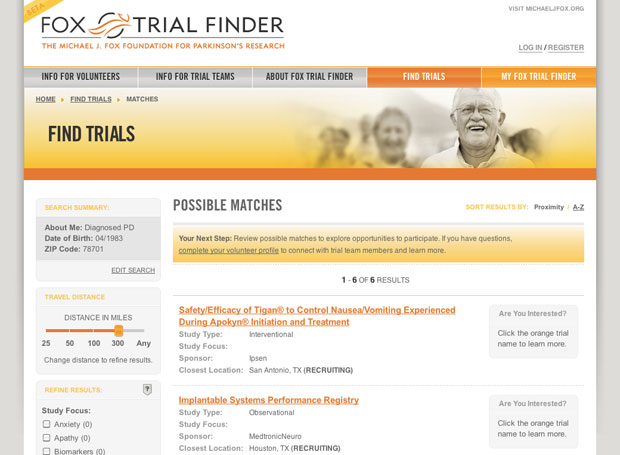 BETA
FOX TRIAL FINDER
THE MICHAEL J. FOX FOUNDATION FOR PARKINSON'S RESEARCH
VISIT MICHAELJFOX.ORG
LOG IN / REGISTER
INFO FOR VOLUNTEERS
INFO FOR TRIAL TEAMS
ABOUT FOX TRIAL FINDER
FIND TRIALS
MY FOX TRIAL FINDER
HOME ▸ FIND TRIALS ▸ MATCHES
FIND TRIALS
SEARCH SUMMARY:
About Me: Diagnosed PD
Date of Birth: 04/1983
ZIP Code: 78701
EDIT SEARCH
TRAVEL DISTANCE
DISTANCE IN MILES
25 50 100 300 Any
Change distance to refine results.
REFINE RESULTS: ?
Study Focus:
Anxiety (0)
Apathy (0)
Biomarkers (0)
POSSIBLE MATCHES
SORT RESULTS BY: Proximity / A-Z
Your Next Step: Review possible matches to explore opportunities to participate. If you have questions,
complete your volunteer profile to connect with trial team members and learn more.
1 - 6 OF 6 RESULTS
Safety/Efficacy of Tigan® to Control Nausea/Vomiting Experienced
During Apokyn® Initiation and Treatment
Study Type: Interventional
Study Focus:
Sponsor: Ipsen
Closest Location: San Antonio, TX (RECRUITING)
Are You Interested?
Click the orange trial
name to learn more.
Implantable Systems Performance Registry
Study Type: Observational
Study Focus:
Sponsor: MedtronicNeuro
Closest Location: Houston, TX (RECRUITING)
Are You Interested?
Click the orange trial
name to learn more.